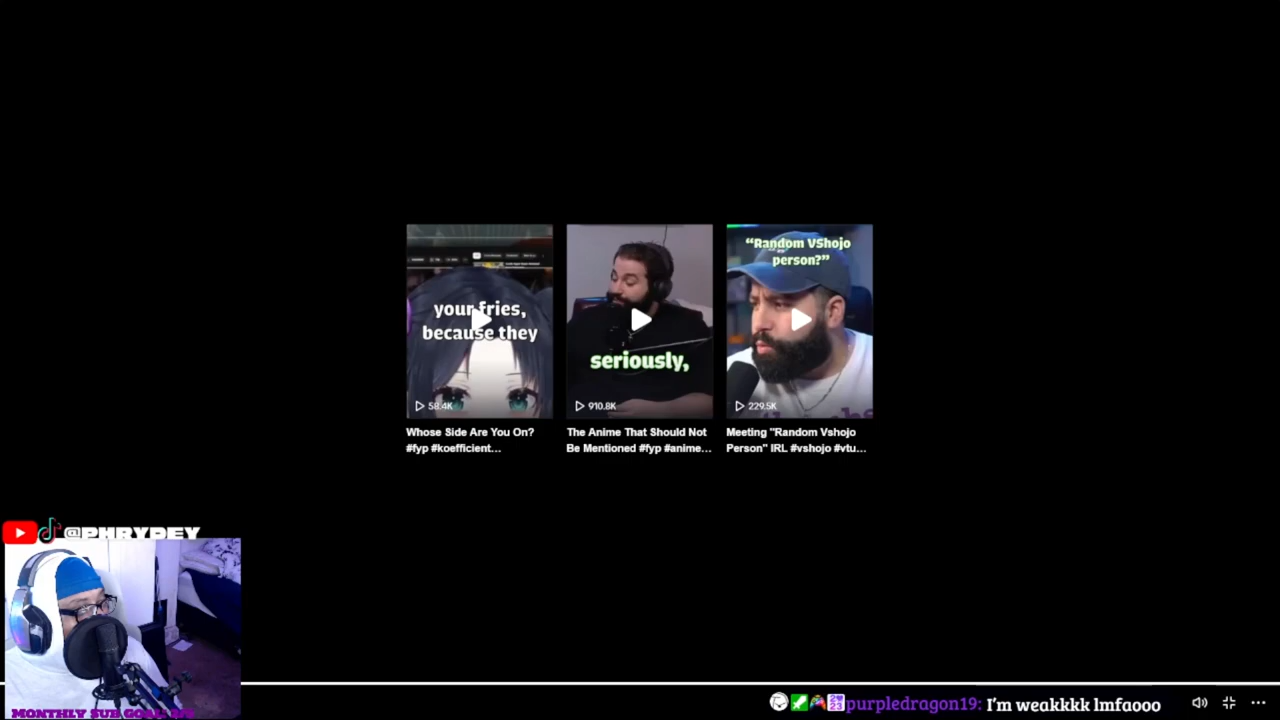 your fries,
because they
58.4K
Whose Side Are You On?
#fyp #koefficient...
seriously,
910.8K
The Anime That Should Not
Be Mentioned #fyp #anime...
“Random VShojo
person?”
229.5K
Meeting "Random Vshojo
Person" IRL #vshojo #vtu...
@PHRYDEY
MONTHLY SUB GOAL:
purpledragon19: I'm weakkkk lmfaooo